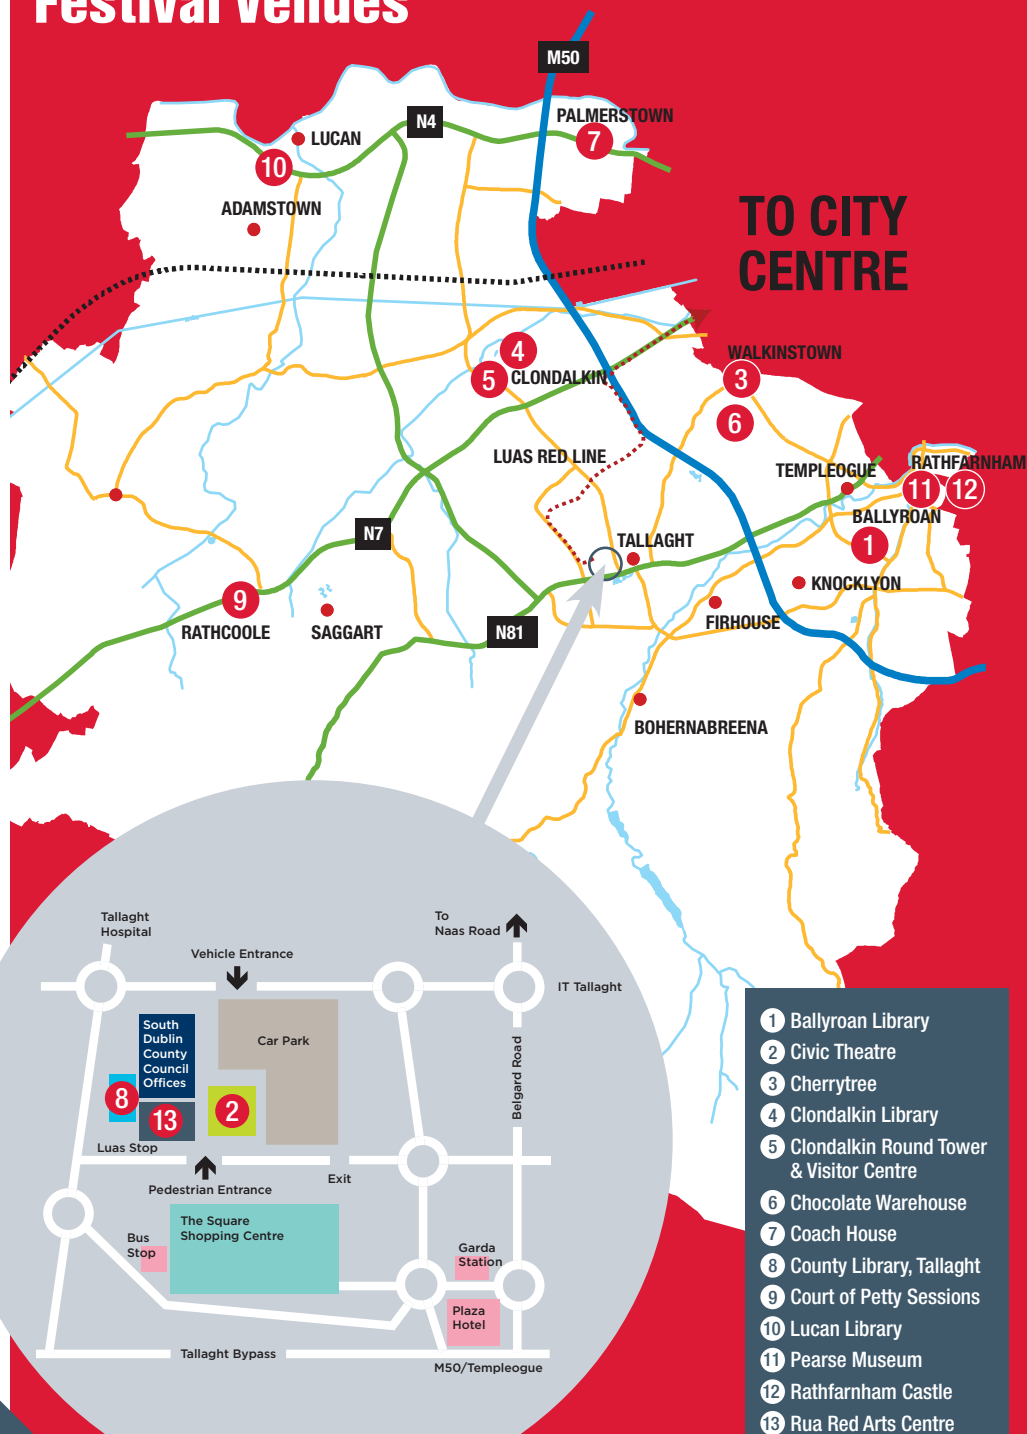 Festival Venues
M50
PALMERSTOWN
N4
7
LUCAN
10
ADAMSTOWN
TO CITY
CENTRE
WALKINSTOWN
4
5
CLONDALKIN
3
6
LUAS RED LINE
TEMPLEOGUE
RATHFARNHAM
11
12
BALLYROAN
1
N7
TALLAGHT
KNOCKLYON
9
RATHCOOLE
SAGGART
N81
FIRHOUSE
BOHERNABREENA
Tallaght
Hospital
To
Naas Road
Vehicle Entrance
IT Tallaght
South
Dublin
County
Council
Offices
Car Park
Belgard Road
8
13
2
Luas Stop
Pedestrian Entrance
Exit
The Square
Shopping Centre
Bus
Stop
Garda
Station
Plaza
Hotel
Tallaght Bypass
M50/Templeogue
1 Ballyroan Library
2 Civic Theatre
3 Cherrytree
4 Clondalkin Library
5 Clondalkin Round Tower
& Visitor Centre
6 Chocolate Warehouse
7 Coach House
8 County Library, Tallaght
9 Court of Petty Sessions
10 Lucan Library
11 Pearse Museum
12 Rathfarnham Castle
13 Rua Red Arts Centre